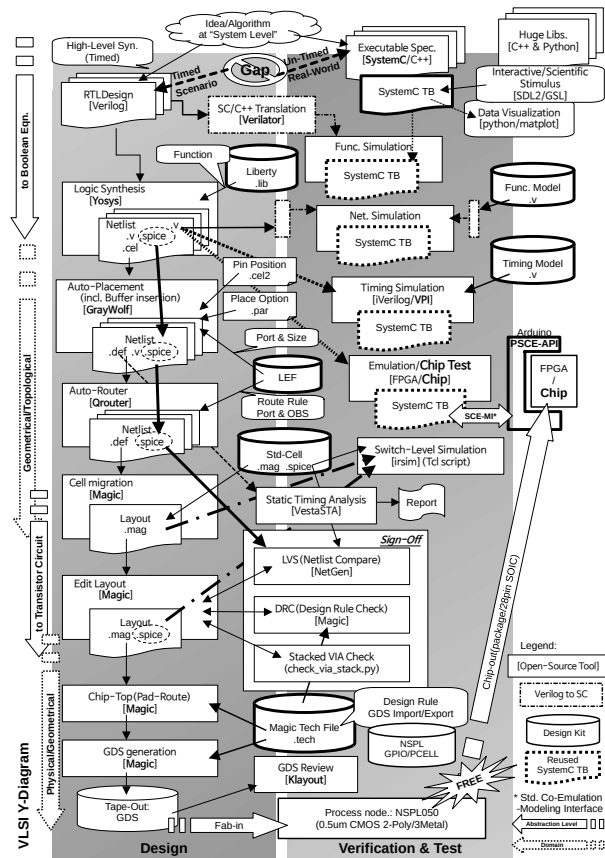 Idea/Algorithm
at "System Level"
High-Level Syn.
(Timed)
Gap
Timed
Scenario
Un-Timed
Real-World
Executable Spec.
[SystemC/C++]
Huge Libs.
[C++ & Python]
SystemC TB
Interactive/Scientific
Stimulus
[SDL2/GSL]
Data Visualization
[python/matplot]
RTL Design
[Verilog]
SC/C++ Translation
[Verilator]
Func. Simulation
SystemC TB
to Boolean Eqn.
Function
Liberty
.lib
Logic Synthesis
[Yosys]
Netlist
.v .spice .v
.cel
Net. Simulation
SystemC TB
Func. Model
.v
Timing Model
.v
Auto-Placement
(incl. Buffer insertion)
[GrayWolf]
Pin Position
.cel2
Place Option
.par
Timing Simulation
[iVerilog/VPI]
SystemC TB
Netlist
.def .v .spice
Port & Size
LEF
Route Rule
Port & OBS
Emulation/Chip Test
[FPGA/Chip]
SystemC TB
SCE-MI*
Arduino
PSCE-API
FPGA
/
Chip
Geometrical/Topological
Auto-Router
[Qrouter]
Netlist
.def .spice
Std-Cell
.mag .spice
Switch-Level Simulation
[irsim] (Tcl script)
Cell migration
[Magic]
Layout
.mag
Static Timing Analysis
[VestaSTA]
Report
Sign-Off
LVS (Netlist Compare)
[NetGen]
DRC (Design Rule Check)
[Magic]
Stacked VIA Check
(check_via_stack.py)
to Transistor Circuit
Edit Layout
[Magic]
Layout
.mag .spice
Chip-out(package/28pin SOIC)
Chip-Top (Pad-Route)
[Magic]
Magic Tech File
.tech
Design Rule
GDS Import/Export
NSPL
GPIO/PCELL
Physical/Geometrical
GDS generation
[Magic]
GDS Review
[Klayout]
Tape-Out:
GDS
Fab-in
Process node: NSPL050
(0.5um CMOS 2-Poly/3Metal)
FREE
Legend:
[Open-Source Tool]
Verilog to SC
Design Kit
Reused
SystemC TB
* Std. Co-Emulation
-Modeling Interface
Abstraction Level
Domain
VLSI Y-Diagram
Design
Verification & Test